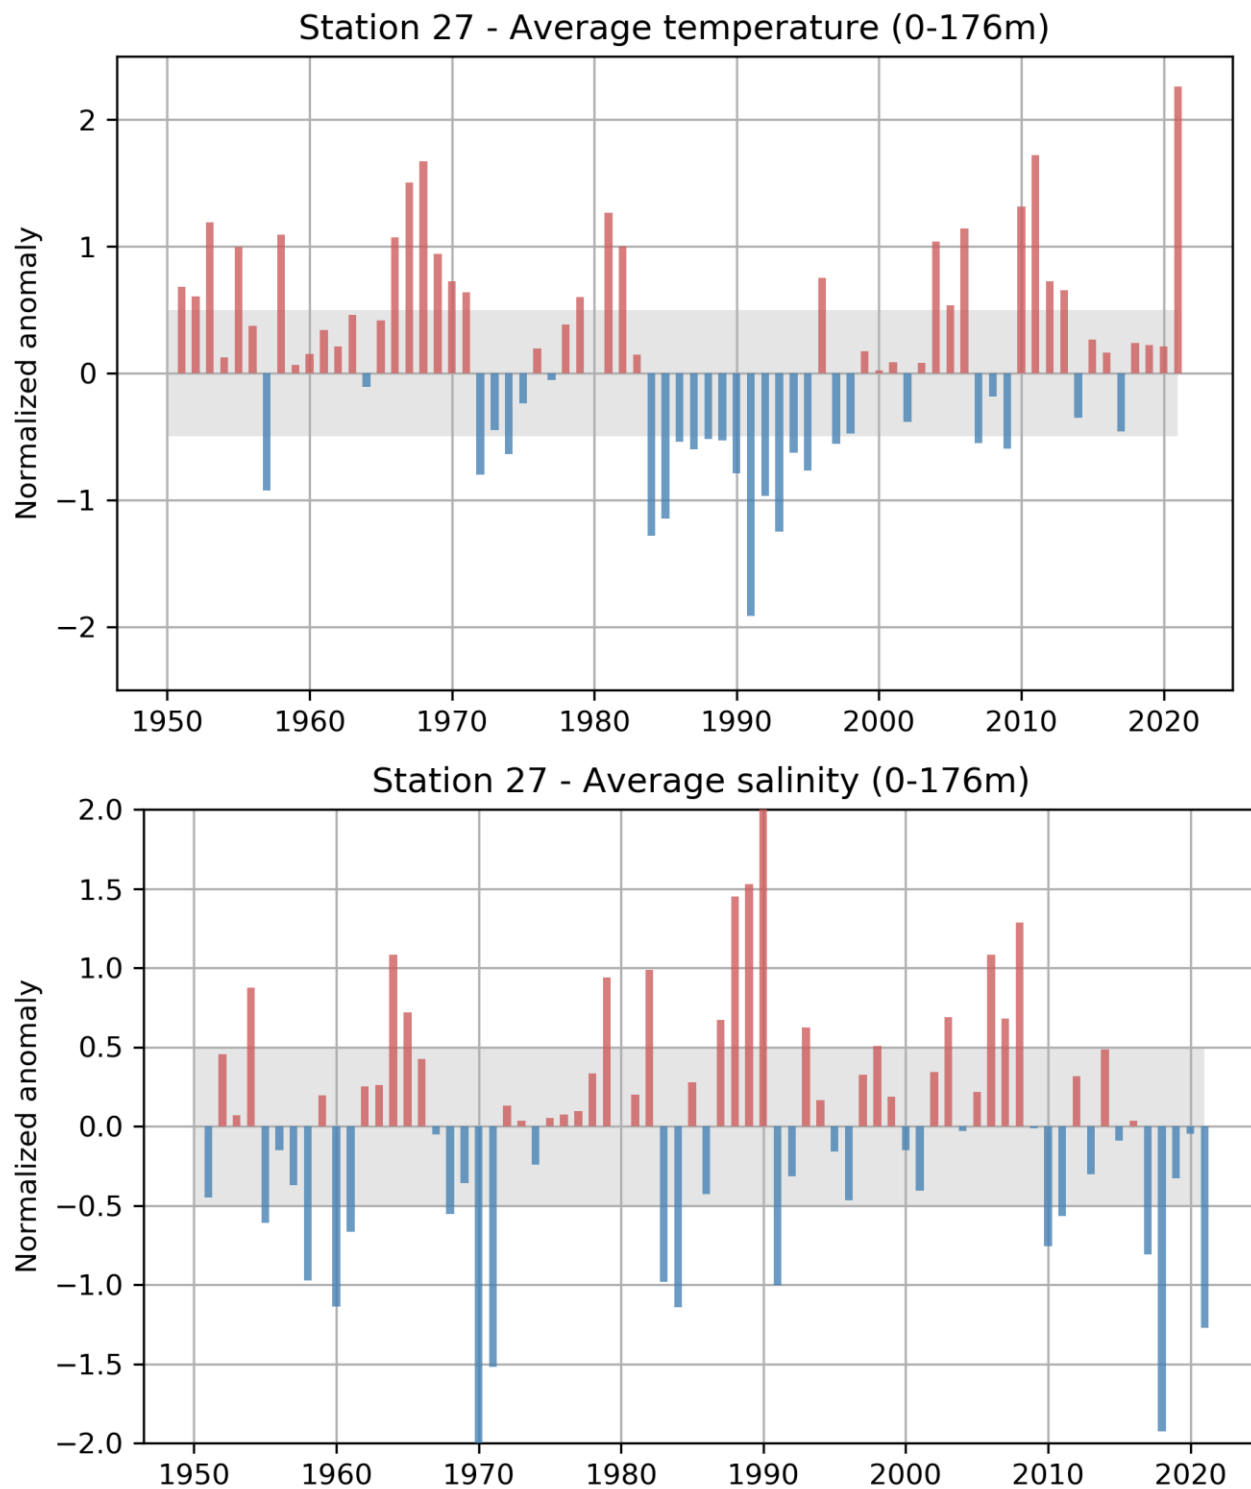 Station 27 - Average temperature (0-176m)
Normalized anomaly
2
1
0
−1
−2
1950 1960 1970 1980 1990 2000 2010 2020
Station 27 - Average salinity (0-176m)
Normalized anomaly
2.0
1.5
1.0
0.5
0.0
−0.5
−1.0
−1.5
−2.0
1950 1960 1970 1980 1990 2000 2010 2020